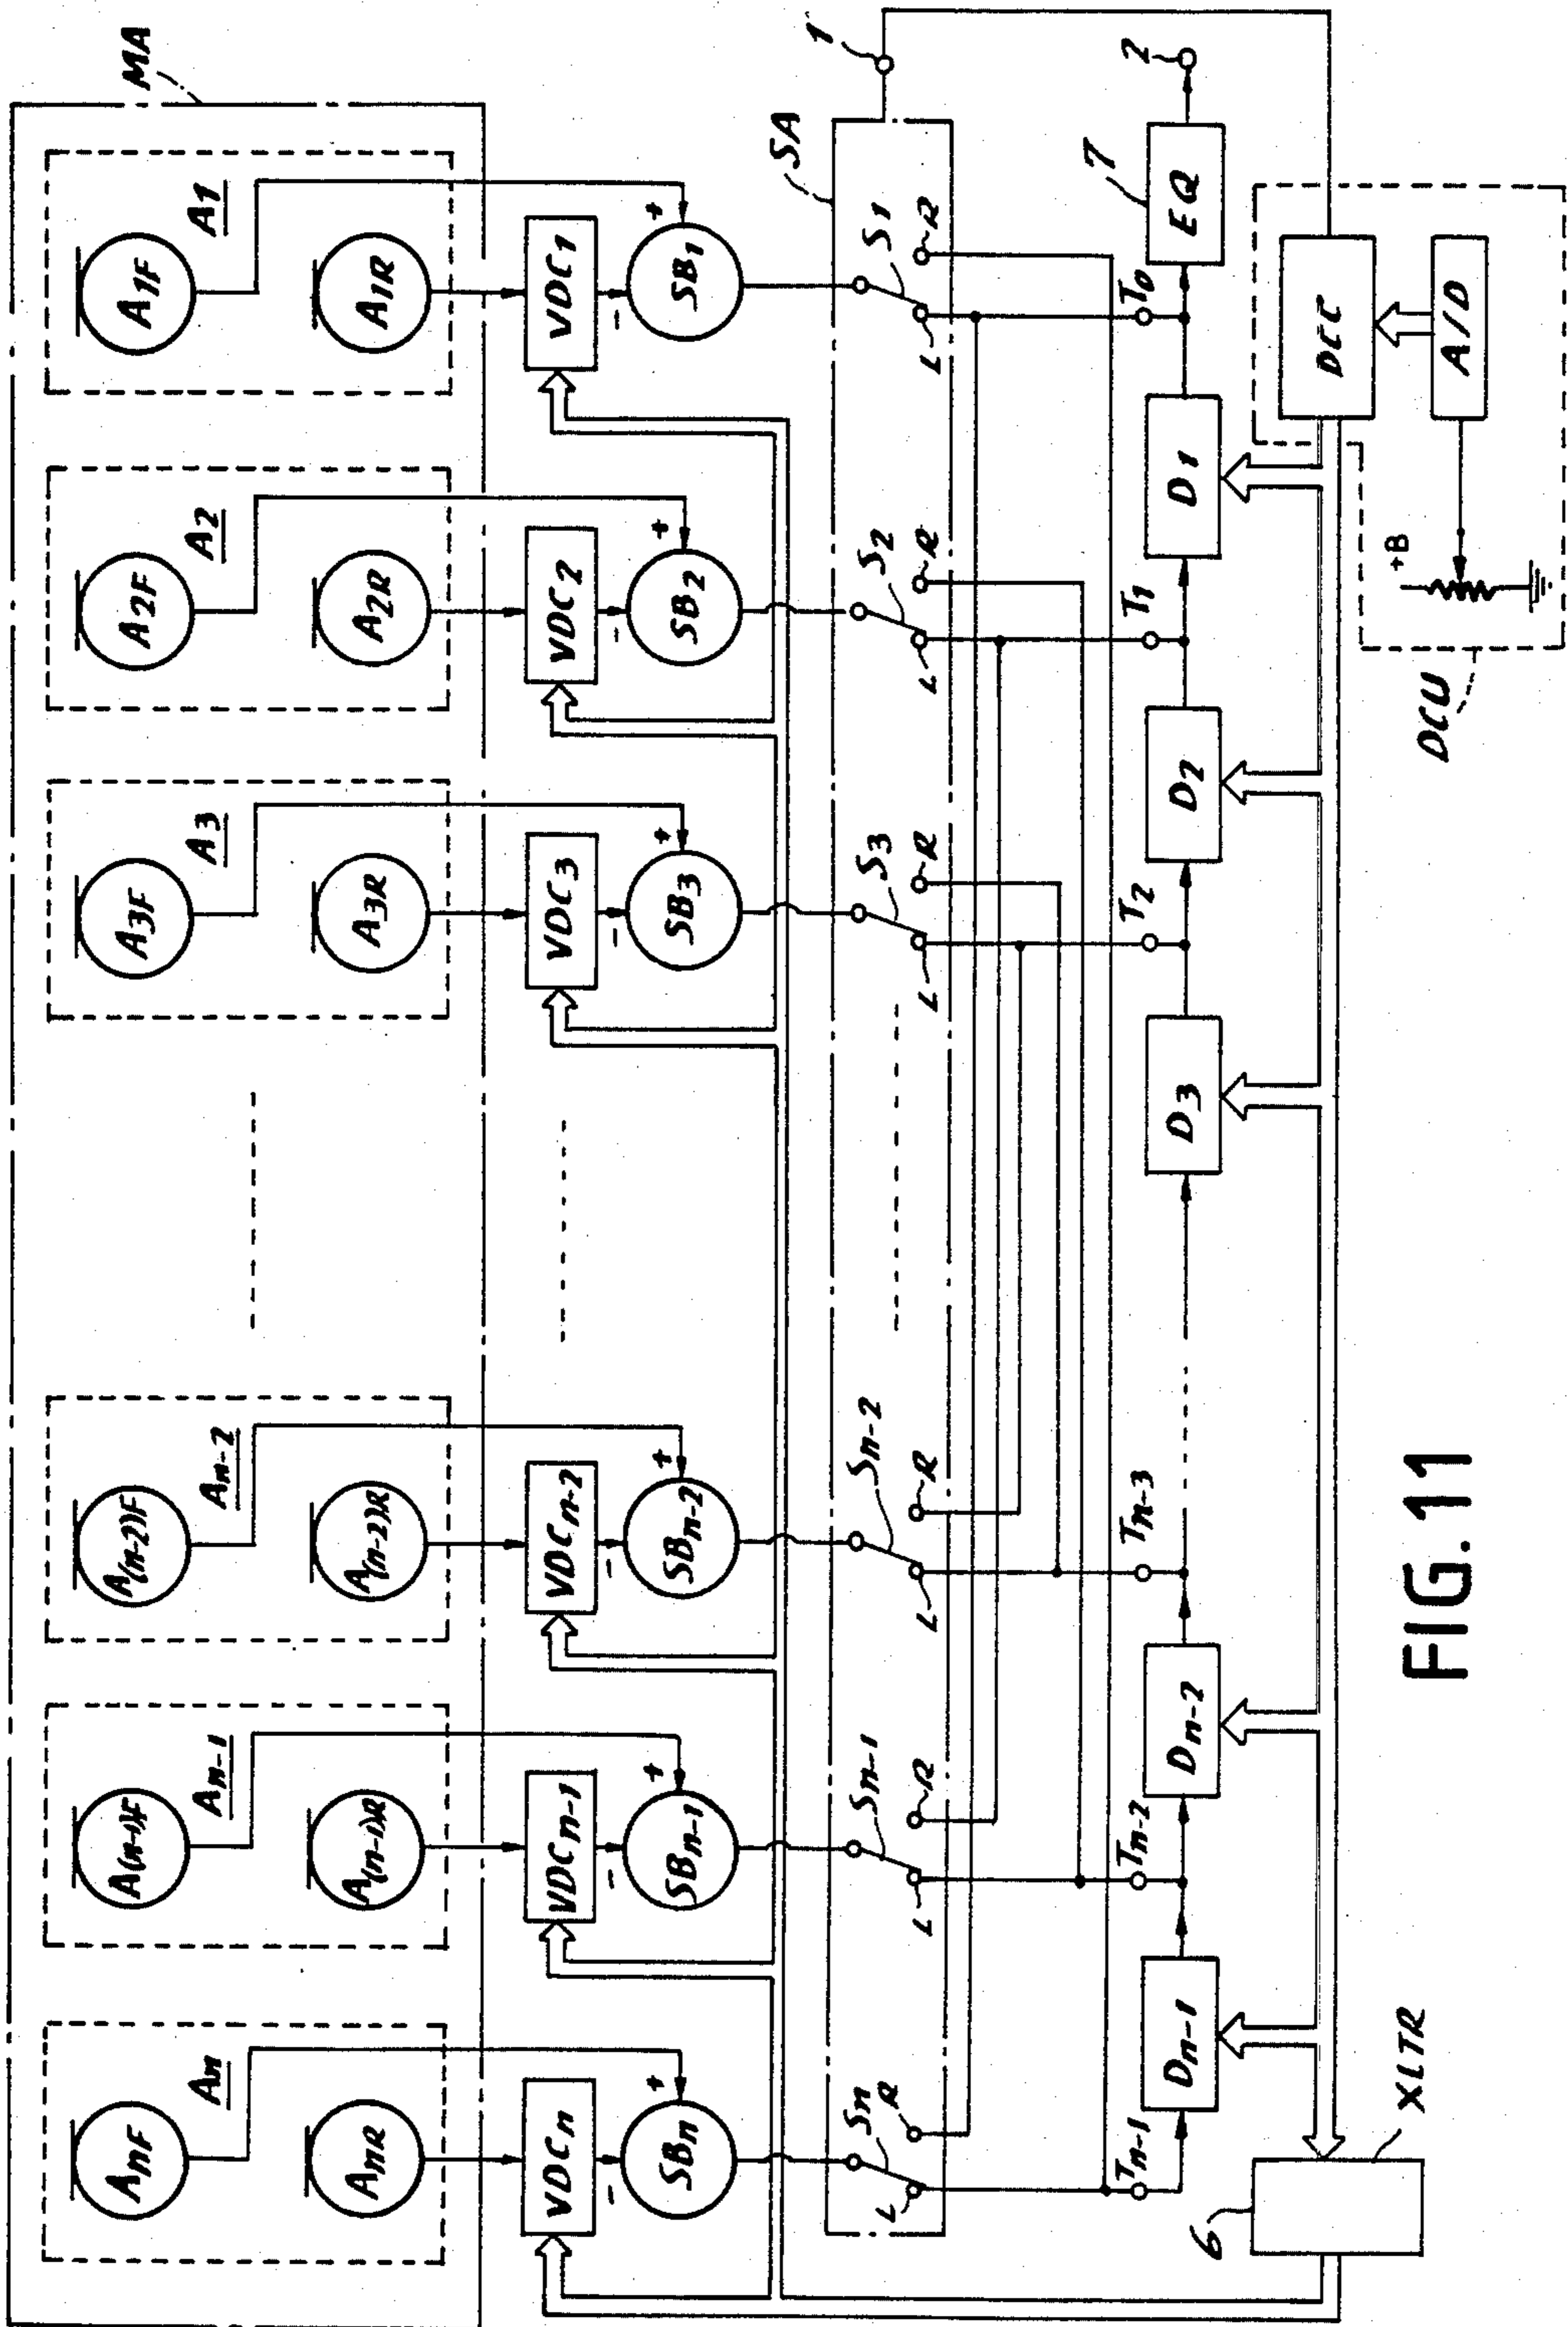 MA
A1F
A1
A1R
A2F
A2
A2R
A3F
A3
A3R
A(n-2)F
An-2
A(n-2)R
A(n-1)F
An-1
A(n-1)R
AnF
An
AnR
VDC1
-
+
SB1
VDC2
-
+
SB2
VDC3
-
+
SB3
VDCn-2
-
+
SBn-2
VDCn-1
-
+
SBn-1
VDCn
-
+
SBn
SA
1
S1
L
R
S2
L
R
S3
L
R
Sn-2
L
R
Sn-1
L
R
Sn
L
R
T0
T1
T2
Tn-3
Tn-2
Tn-1
2
7
EQ
D1
D2
D3
Dn-2
Dn-1
DCC
A/D
+B
DCU
6
XLTR
FIG. 11